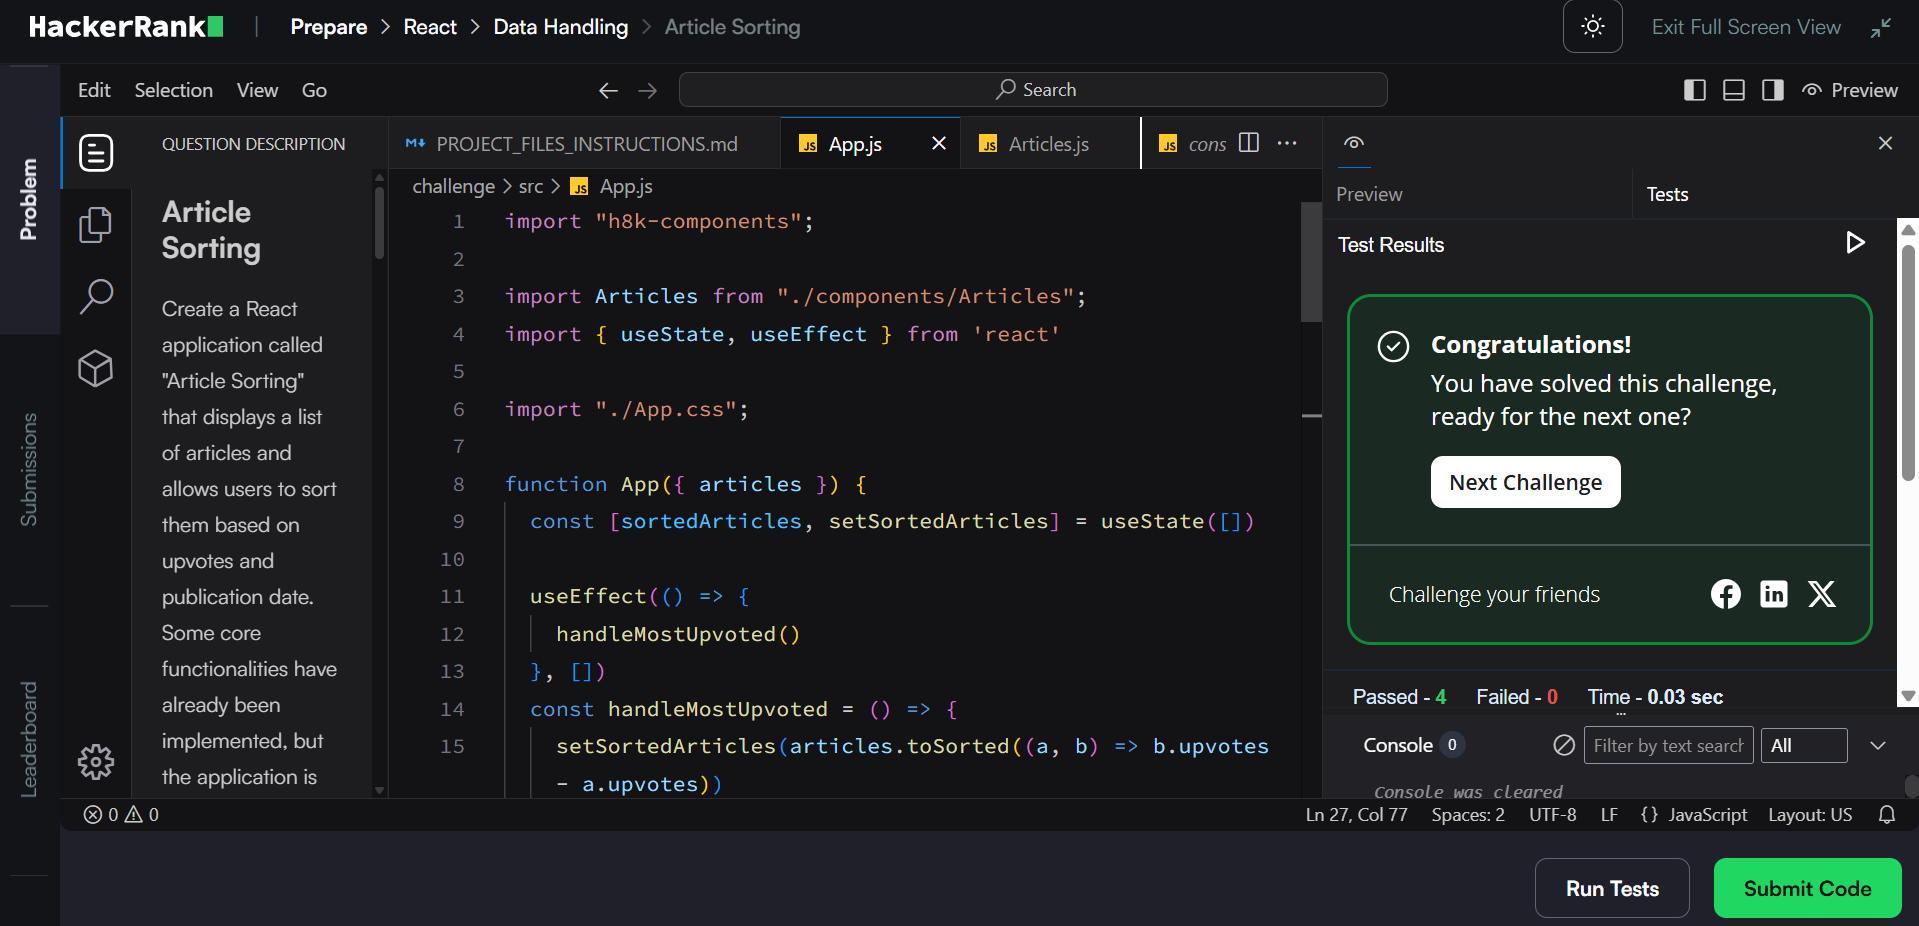 HackerRank
Prepare > React > Data Handling > Article Sorting
Exit Full Screen View
Edit Selection View Go
Search
Preview
Problem
Submissions
Leaderboard
QUESTION DESCRIPTION
Article
Sorting
Create a React
application called
"Article Sorting"
that displays a list
of articles and
allows users to sort
them based on
upvotes and
publication date.
Some core
functionalities have
already been
implemented, but
the application is
PROJECT_FILES_INSTRUCTIONS.md
JS App.js
JS Articles.js
JS cons
challenge > src > JS App.js
1 import "h8k-components";
2
3 import Articles from "./components/Articles";
4 import { useState, useEffect } from 'react'
5
6 import "./App.css";
7
8 function App({ articles }) {
9 const [sortedArticles, setSortedArticles] = useState([])
10
11 useEffect(() => {
12 handleMostUpvoted()
13 }, [])
14 const handleMostUpvoted = () => {
15 setSortedArticles(articles.toSorted((a, b) => b.upvotes
- a.upvotes))
Preview
Tests
Test Results
Congratulations!
You have solved this challenge,
ready for the next one?
Next Challenge
Challenge your friends
Passed - 4 Failed - 0 Time - 0.03 sec
Console 0
Filter by text search
All
Console was cleared
0 0
Ln 27, Col 77 Spaces: 2 UTF-8 LF {} JavaScript Layout: US
Run Tests
Submit Code